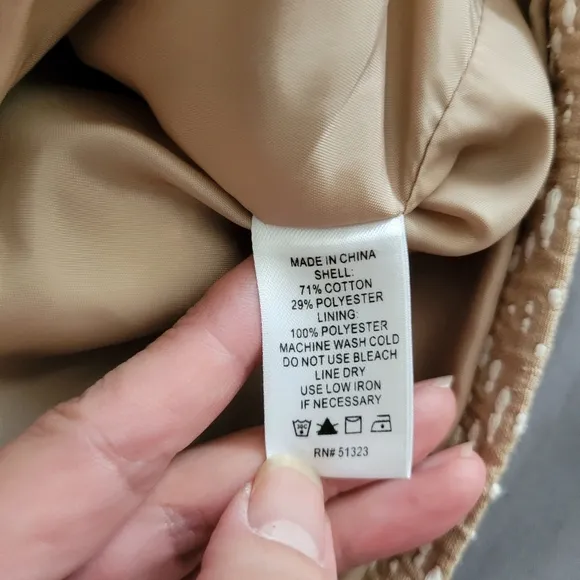 MADE IN CHINA
SHELL:
71% COTTON
29% POLYESTER
LINING:
100% POLYESTER
MACHINE WASH COLD
DO NOT USE BLEACH
LINE DRY
USE LOW IRON
IF NECESSARY
30C
RN# 51323